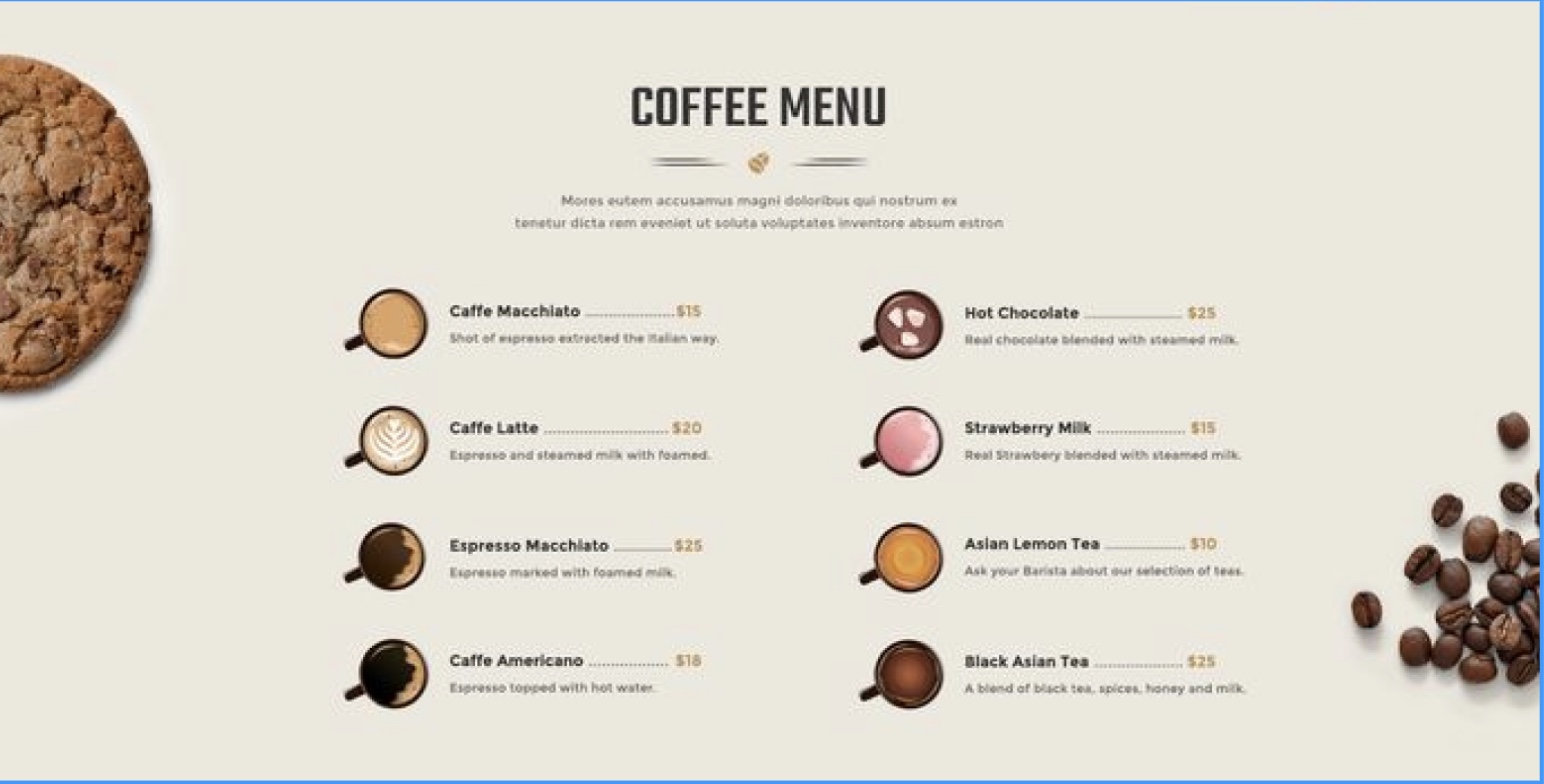 COFFEE MENU
Mores eutem accusamus magni doloribus qui nostrum ex
tenetur dicta rem eveniet ut soluta voluptates inventore absum estron
Caffe Macchiato ........................ $15
Shot of espresso extracted the Italian way.
Caffe Latte ................................. $20
Espresso and steamed milk with foamed.
Espresso Macchiato ............... $25
Espresso marked with foamed milk.
Caffe Americano ..................... $18
Espresso topped with hot water.
Hot Chocolate .......................... $25
Real chocolate blended with steamed milk.
Strawberry Milk ....................... $15
Real Strawbery blended with steamed milk.
Asian Lemon Tea ..................... $10
Ask your Barista about our selection of teas.
Black Asian Tea ....................... $25
A blend of black tea, spices, honey and milk.